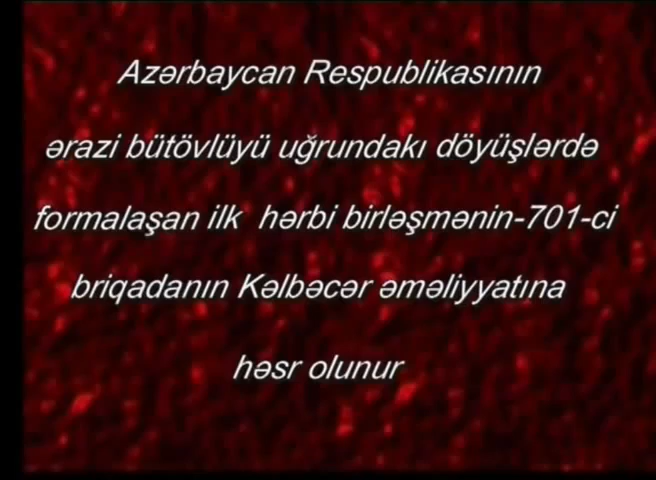 Azərbaycan Respublikasının
ərazi bütövlüyü uğrundakı döyüşlərdə
formalaşan ilk hərbi birləşmənin-701-ci
briqadanın Kəlbəcər əməliyyatına
həsr olunur